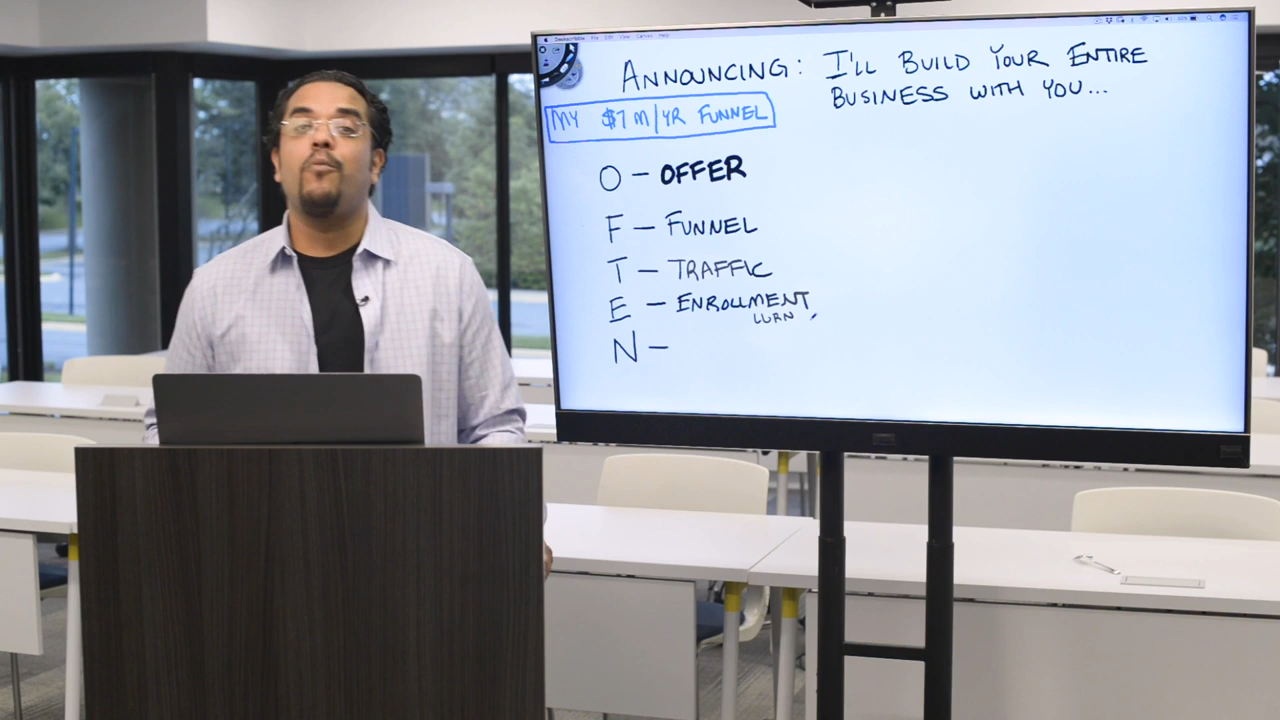 ANNOUNCING: I'LL BUILD YOUR ENTIRE
BUSINESS WITH YOU...
MY $7M/YR FUNNEL
O - OFFER
F - FUNNEL
T - TRAFFIC
E - ENROLLMENT
LURN
N -